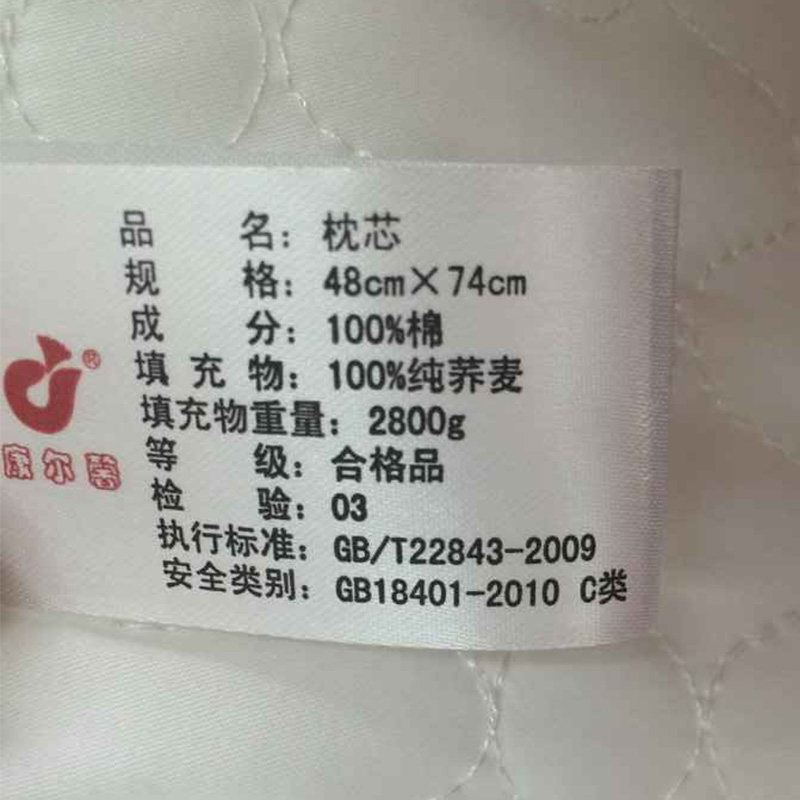 品名：枕芯
规格：48cm×74cm
成分：100%棉
填充物：100%纯荞麦
填充物重量：2800g
等级：合格品
检验：03
执行标准：GB/T22843-2009
安全类别：GB18401-2010 C类
®
康尔馨